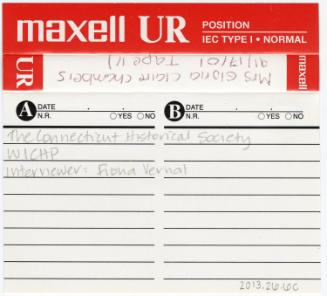 maxell UR POSITION
IEC TYPE I • NORMAL
UR
Mrs Gloria Claire Chambers
9/17/01 Tape 1()
maxell
A DATE . .
N.R. ○YES ○NO
B DATE . .
N.R. ○YES ○NO
The Connecticut Historical Society
WICHP
Interviewer: Fiona Vernal
2013.26.6c